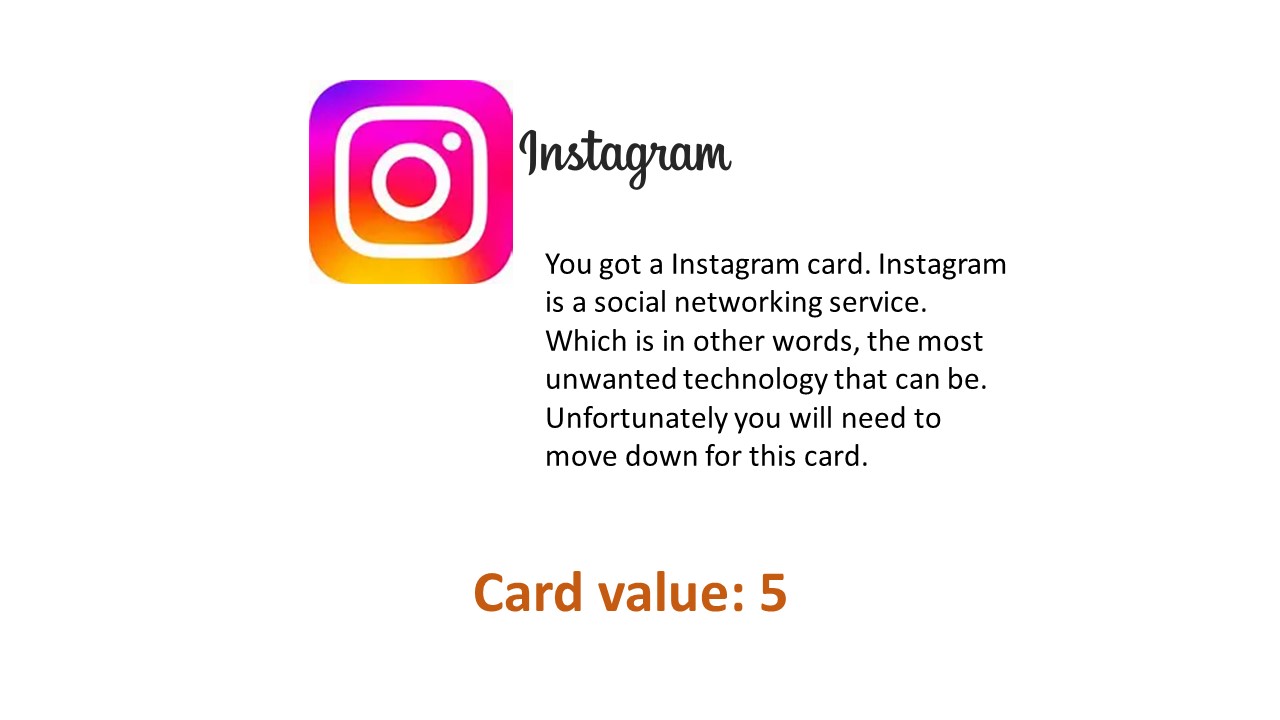 Instagram
You got a Instagram card. Instagram
is a social networking service.
Which is in other words, the most
unwanted technology that can be.
Unfortunately you will need to
move down for this card.
Card value: 5